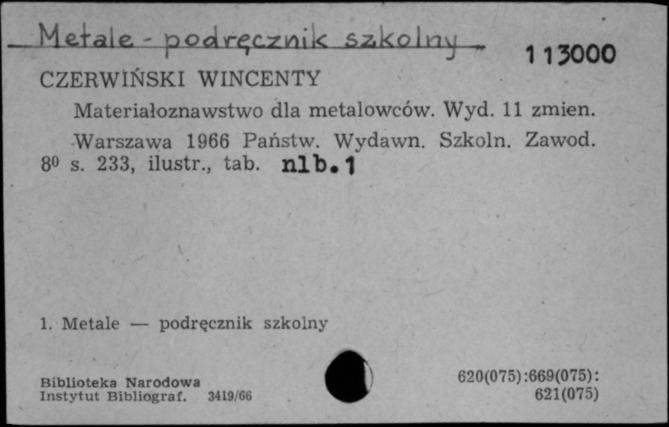 Metale - podręcznik szkolny
113000
CZERWIŃSKI WINCENTY
Materiałoznawstwo dla metalowców. Wyd. 11 zmien.
Warszawa 1966 Państw. Wydawn. Szkoln. Zawod.
8⁰ s. 233, ilustr., tab. nlb. 1
1. Metale — podręcznik szkolny
Biblioteka Narodowa
Instytut Bibliograf. 3419/66
620(075):669(075):
621(075)